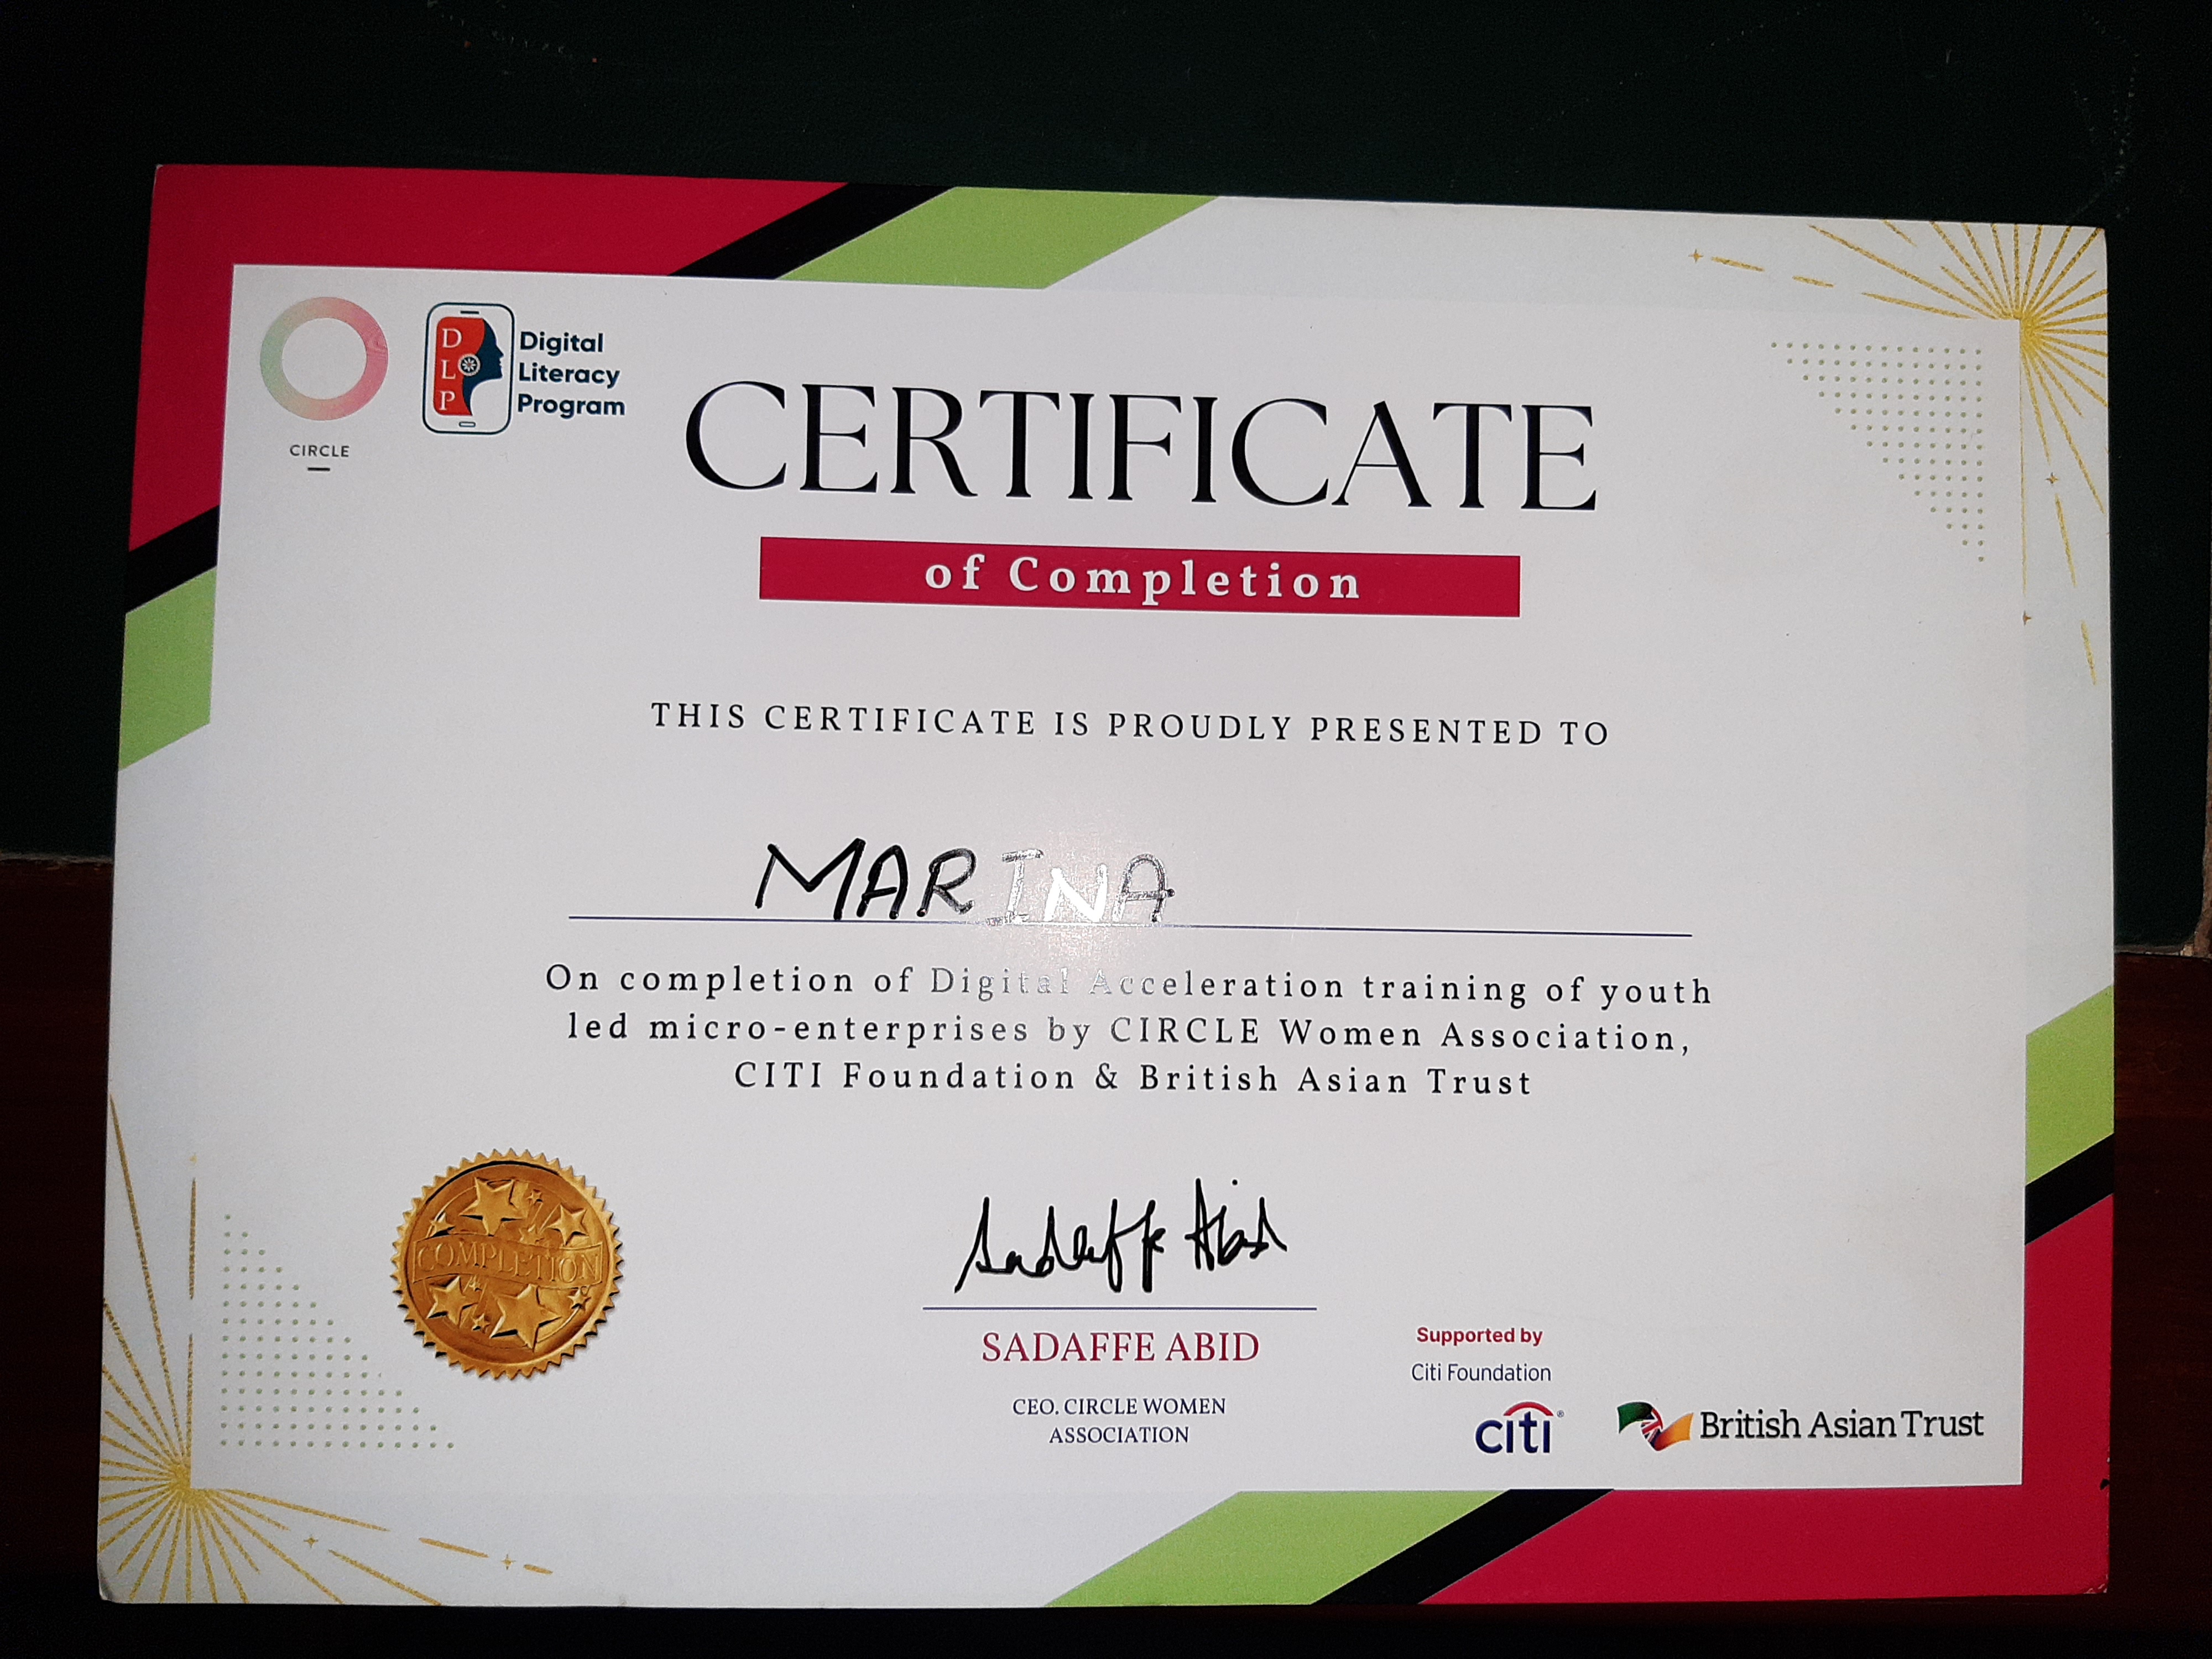 CIRCLE
D
L
P
Digital
Literacy
Program
CERTIFICATE
of Completion
THIS CERTIFICATE IS PROUDLY PRESENTED TO
MARINA
On completion of Digital Acceleration training of youth
led micro-enterprises by CIRCLE Women Association,
CITI Foundation & British Asian Trust
COMPLETION
Sadaffe Abid
SADAFFE ABID
CEO. CIRCLE WOMEN
ASSOCIATION
Supported by
Citi Foundation
citi®
British Asian Trust